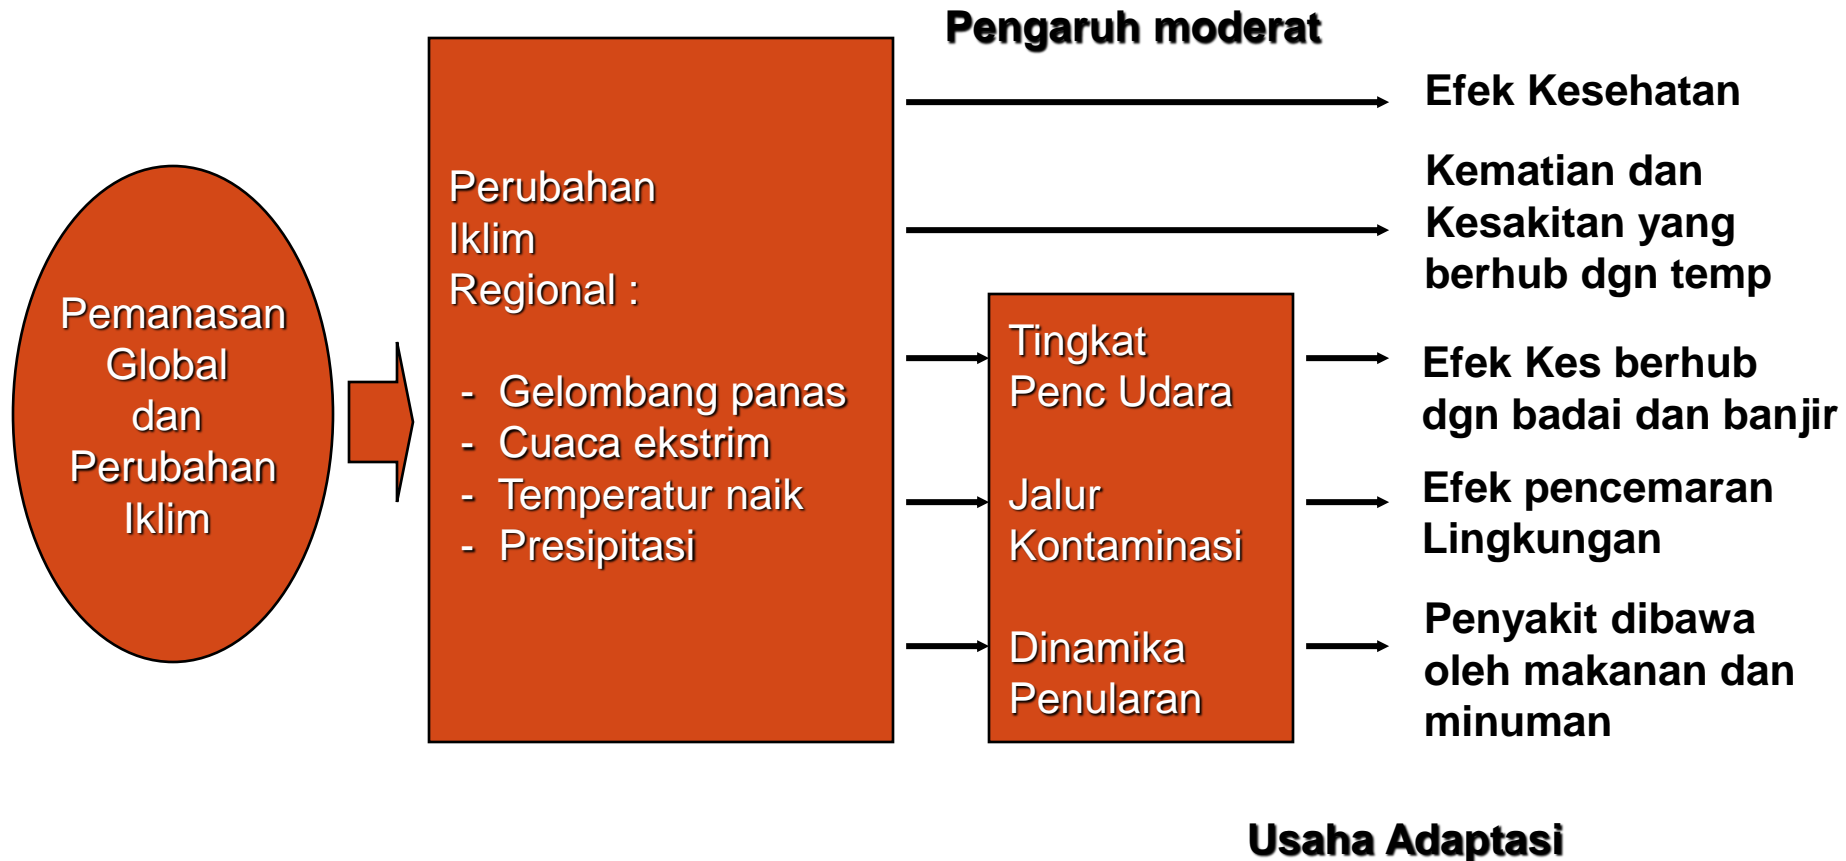 Pengaruh moderat
Pemanasan
Global
dan
Perubahan
Iklim
Perubahan
Iklim
Regional :
- Gelombang panas
- Cuaca ekstrim
- Temperatur naik
- Presipitasi
Tingkat
Penc Udara
Jalur
Kontaminasi
Dinamika
Penularan
Efek Kesehatan
Kematian dan
Kesakitan yang
berhub dgn temp
Efek Kes berhub
dgn badai dan banjir
Efek pencemaran
Lingkungan
Penyakit dibawa
oleh makanan dan
minuman
Usaha Adaptasi